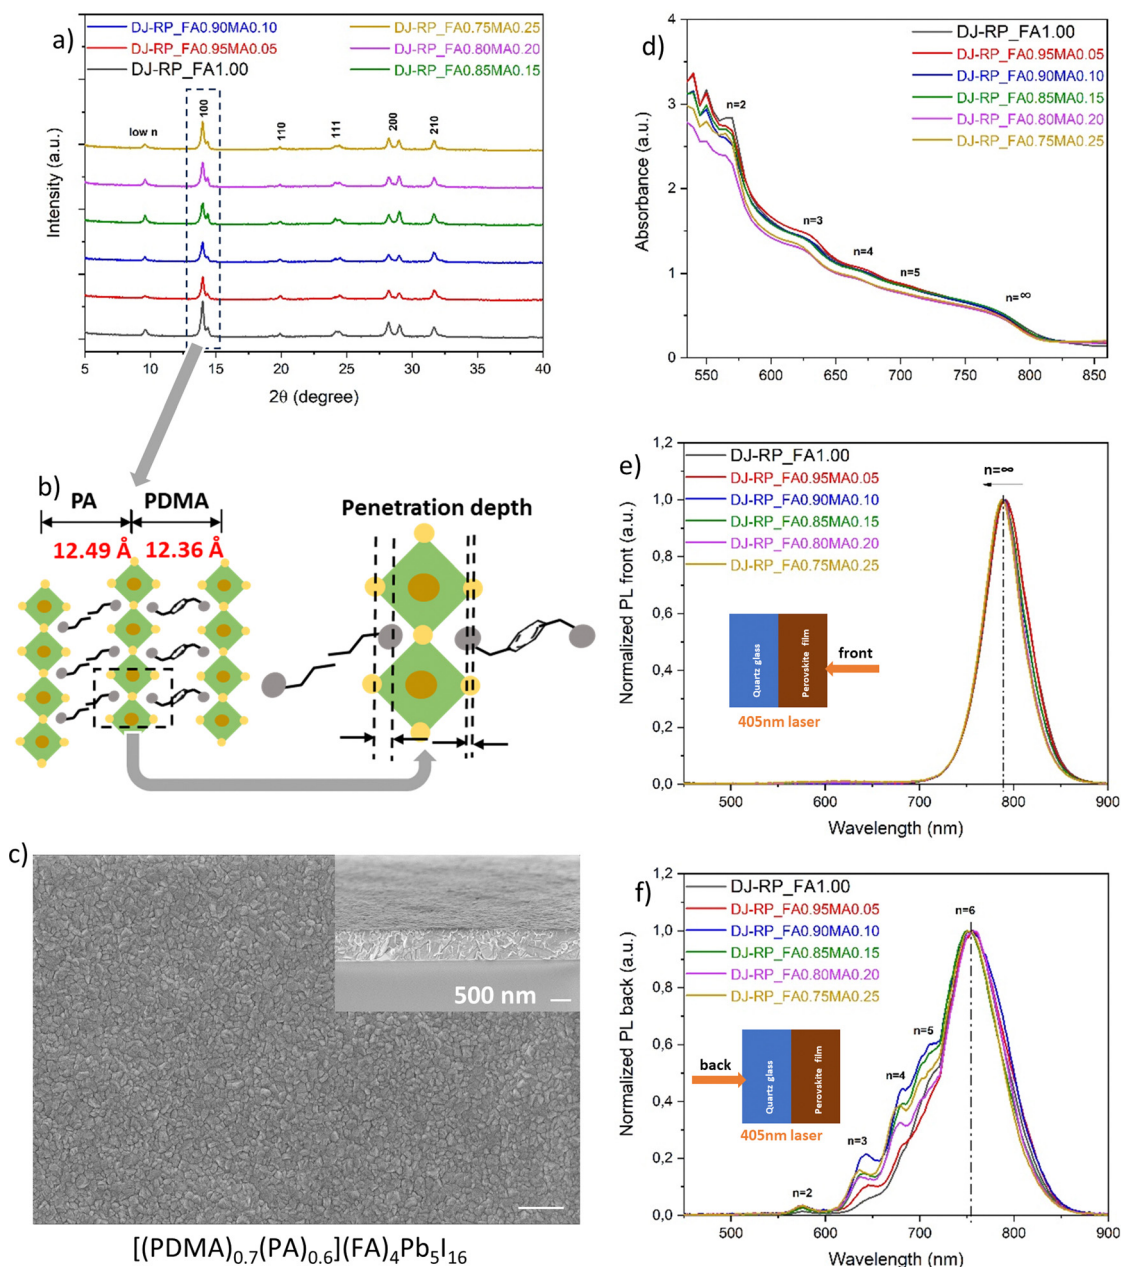 a)
DJ-RP_FA0.90MA0.10
DJ-RP_FA0.95MA0.05
DJ-RP_FA1.00
DJ-RP_FA0.75MA0.25
DJ-RP_FA0.80MA0.20
DJ-RP_FA0.85MA0.15
Intensity (a.u.)
low n
100
110
111
200
210
5
10
15
20
25
30
35
40
2θ (degree)
b)
PA
PDMA
12.49 Å
12.36 Å
Penetration depth
c)
500 nm
[(PDMA)0.7(PA)0.6](FA)4Pb5I16
d)
DJ-RP_FA1.00
DJ-RP_FA0.95MA0.05
DJ-RP_FA0.90MA0.10
DJ-RP_FA0.85MA0.15
DJ-RP_FA0.80MA0.20
DJ-RP_FA0.75MA0.25
Absorbance (a.u.)
4
3
2
1
0
n=2
n=3
n=4
n=5
n=∞
550
600
650
700
750
800
850
e)
DJ-RP_FA1.00
DJ-RP_FA0.95MA0.05
DJ-RP_FA0.90MA0.10
DJ-RP_FA0.85MA0.15
DJ-RP_FA0.80MA0.20
DJ-RP_FA0.75MA0.25
n=∞
Normalized PL front (a.u.)
1,2
1,0
0,8
0,6
0,4
0,2
0,0
Quartz glass
Perovskite film
front
405nm laser
500
600
700
800
900
Wavelength (nm)
f)
DJ-RP_FA1.00
DJ-RP_FA0.95MA0.05
DJ-RP_FA0.90MA0.10
DJ-RP_FA0.85MA0.15
DJ-RP_FA0.80MA0.20
DJ-RP_FA0.75MA0.25
Normalized PL back (a.u.)
1,2
1,0
0,8
0,6
0,4
0,2
0,0
n=6
n=5
n=4
n=3
n=2
back
Quartz glass
Perovskite film
405nm laser
500
600
700
800
900
Wavelength (nm)